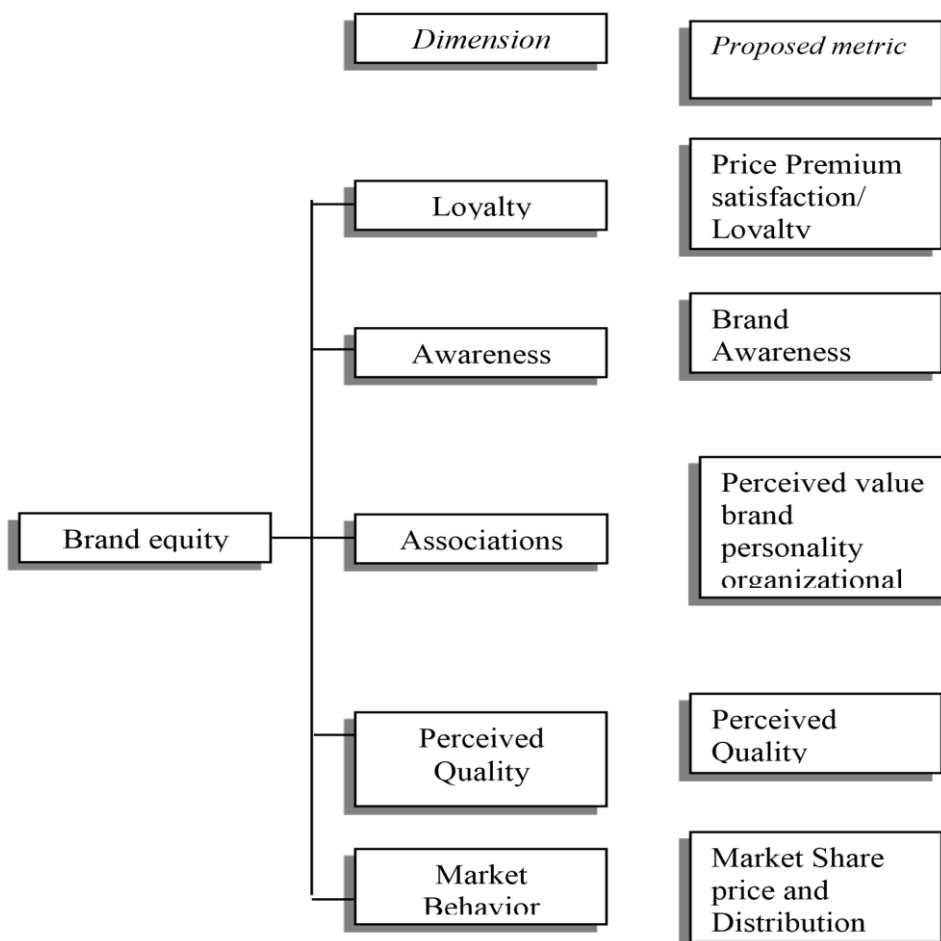 Dimension
Proposed metric
Price Premium
satisfaction/
Loyalty
Loyalty
Brand
Awareness
Awareness
Perceived value
brand
personality
organizational
Brand equity
Associations
Perceived
Quality
Perceived
Quality
Market
Behavior
Market Share
price and
Distribution